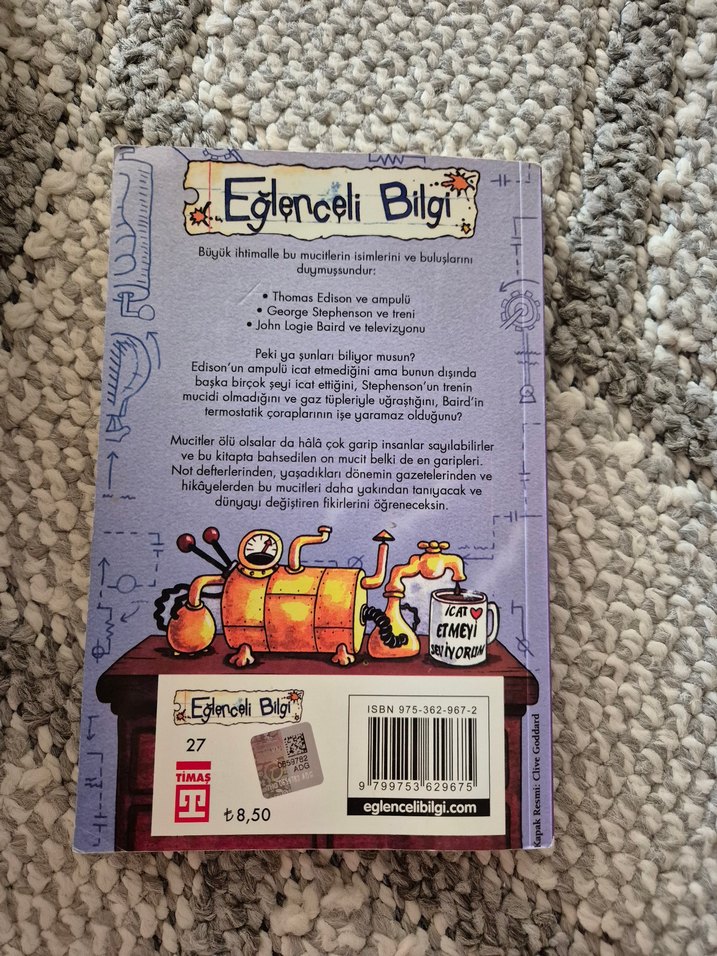 Eğlenceli Bilgi
Büyük ihtimalle bu mucitlerin isimlerini ve buluşlarını
duymuşsundur:
• Thomas Edison ve ampulü
• George Stephenson ve treni
• John Logie Baird ve televizyonu
Peki ya şunları biliyor musun?
Edison'un ampulü icat etmediğini ama bunun dışında
başka birçok şeyi icat ettiğini, Stephenson'un trenin
mucidi olmadığını ve gaz tüpleriyle uğraştığını, Baird'in
termostatik çoraplarının işe yaramaz olduğunu?
Mucitler ölü olsalar da hâlâ çok garip insanlar sayılabilirler
ve bu kitapta bahsedilen on mucit belki de en garipleri.
Not defterlerinden, yaşadıkları dönemin gazetelerinden ve
hikâyelerden bu mucitleri daha yakından tanıyacak ve
dünyayı değiştiren fikirlerini öğreneceksin.
İCAT
ETMEYİ
SEVİYORUM
Eğlenceli Bilgi
27
TİMAŞ
₺8,50
0859782
ADG
ISBN 975-362-967-2
9 799753 629675
eglencelibilgi.com
Kapak Resmi: Clive Goddard